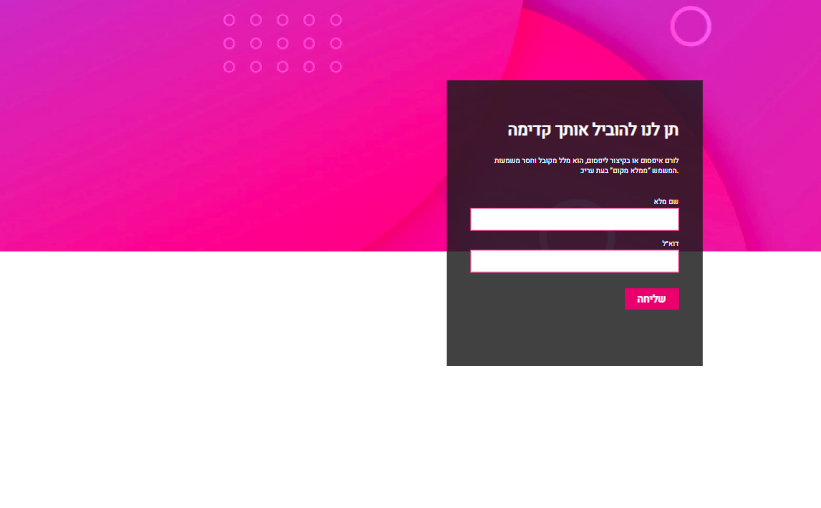 תן לנו להוביל אותך קדימה
לורם איפסום או בקיצור ליפסום, הוא מלל מקובל וחסר משמעות
המשמש "ממלא מקום" בעת עריכ.
שם מלא
דוא"ל
שליחה